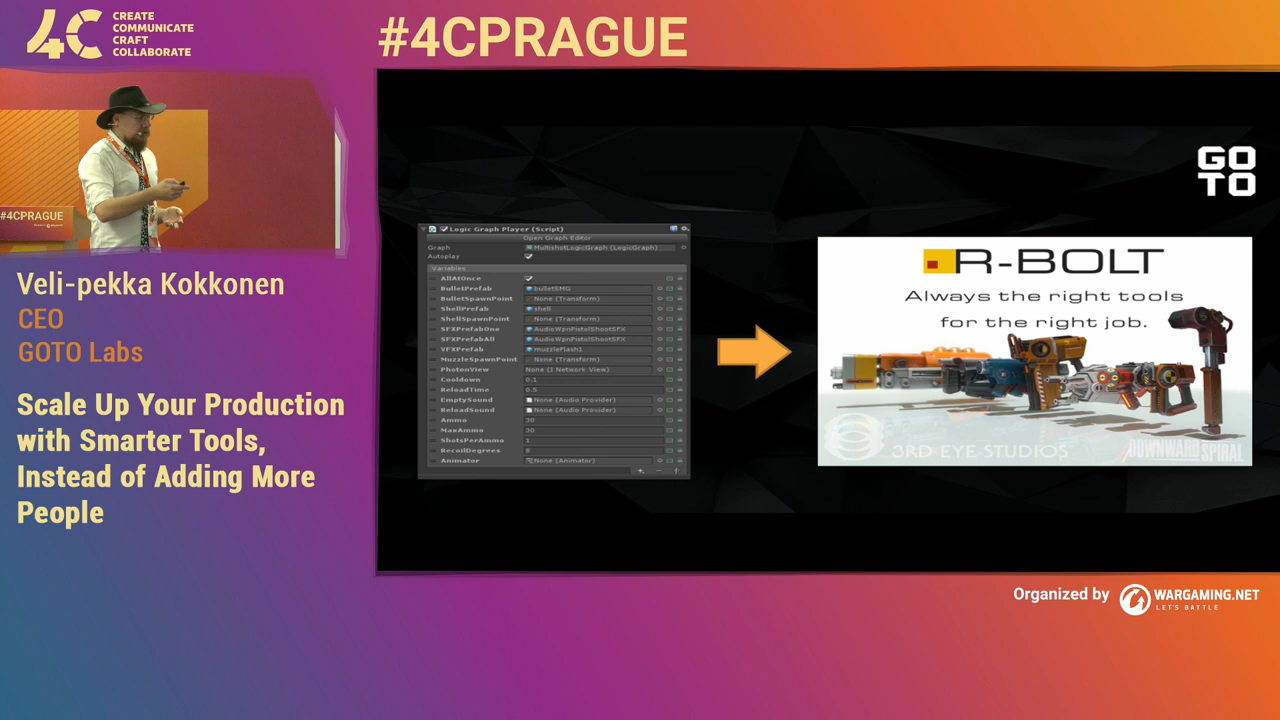 4C
CREATE
COMMUNICATE
CRAFT
COLLABORATE
#4CPRAGUE
#4CPRAGUE
Veli-pekka Kokkonen
CEO
GOTO Labs
Scale Up Your Production
with Smarter Tools,
Instead of Adding More
People
GO
TO
Logic Graph Player (Script)
Open Graph Editor
Graph MultishotLogicGraph (LogicGraph)
Autoplay
Variables
AllAtOnce
BulletPrefab bulletSMG
BulletSpawnPoint None (Transform)
ShellPrefab shell
ShellSpawnPoint None (Transform)
SFXPrefabOne AudioWpnPistolShootSFX
SFXPrefabAll AudioWpnPistolShootSFX
VFXPrefab muzzleFlash1
MuzzleSpawnPoint None (Transform)
PhotonView None (I Network View)
Cooldown 0.1
ReloadTime 0.5
EmptySound None (Audio Provider)
ReloadSound None (Audio Provider)
Ammo 30
MaxAmmo 30
ShotsPerAmmo 1
RecoilDegrees
Animator None (Animator)
R-BOLT
Always the right tools
for the right job.
3RD EYE STUDIOS
DOWNWARD SPIRAL
Organized by
WARGAMING.NET
LET'S BATTLE